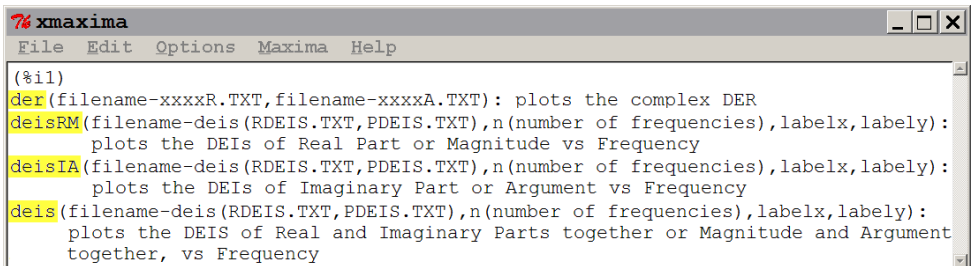 xmaxima
File Edit Options Maxima Help
(%i1)
der(filename-xxxxR.TXT,filename-xxxxA.TXT): plots the complex DER
deisRM(filename-deis(RDEIS.TXT,PDEIS.TXT),n(number of frequencies),labelx,labely):
plots the DEIs of Real Part or Magnitude vs Frequency
deisIA(filename-deis(RDEIS.TXT,PDEIS.TXT),n(number of frequencies),labelx,labely):
plots the DEIs of Imaginary Part or Argument vs Frequency
deis(filename-deis(RDEIS.TXT,PDEIS.TXT),n(number of frequencies),labelx,labely):
plots the DEIS of Real and Imaginary Parts together or Magnitude and Argument
together, vs Frequency